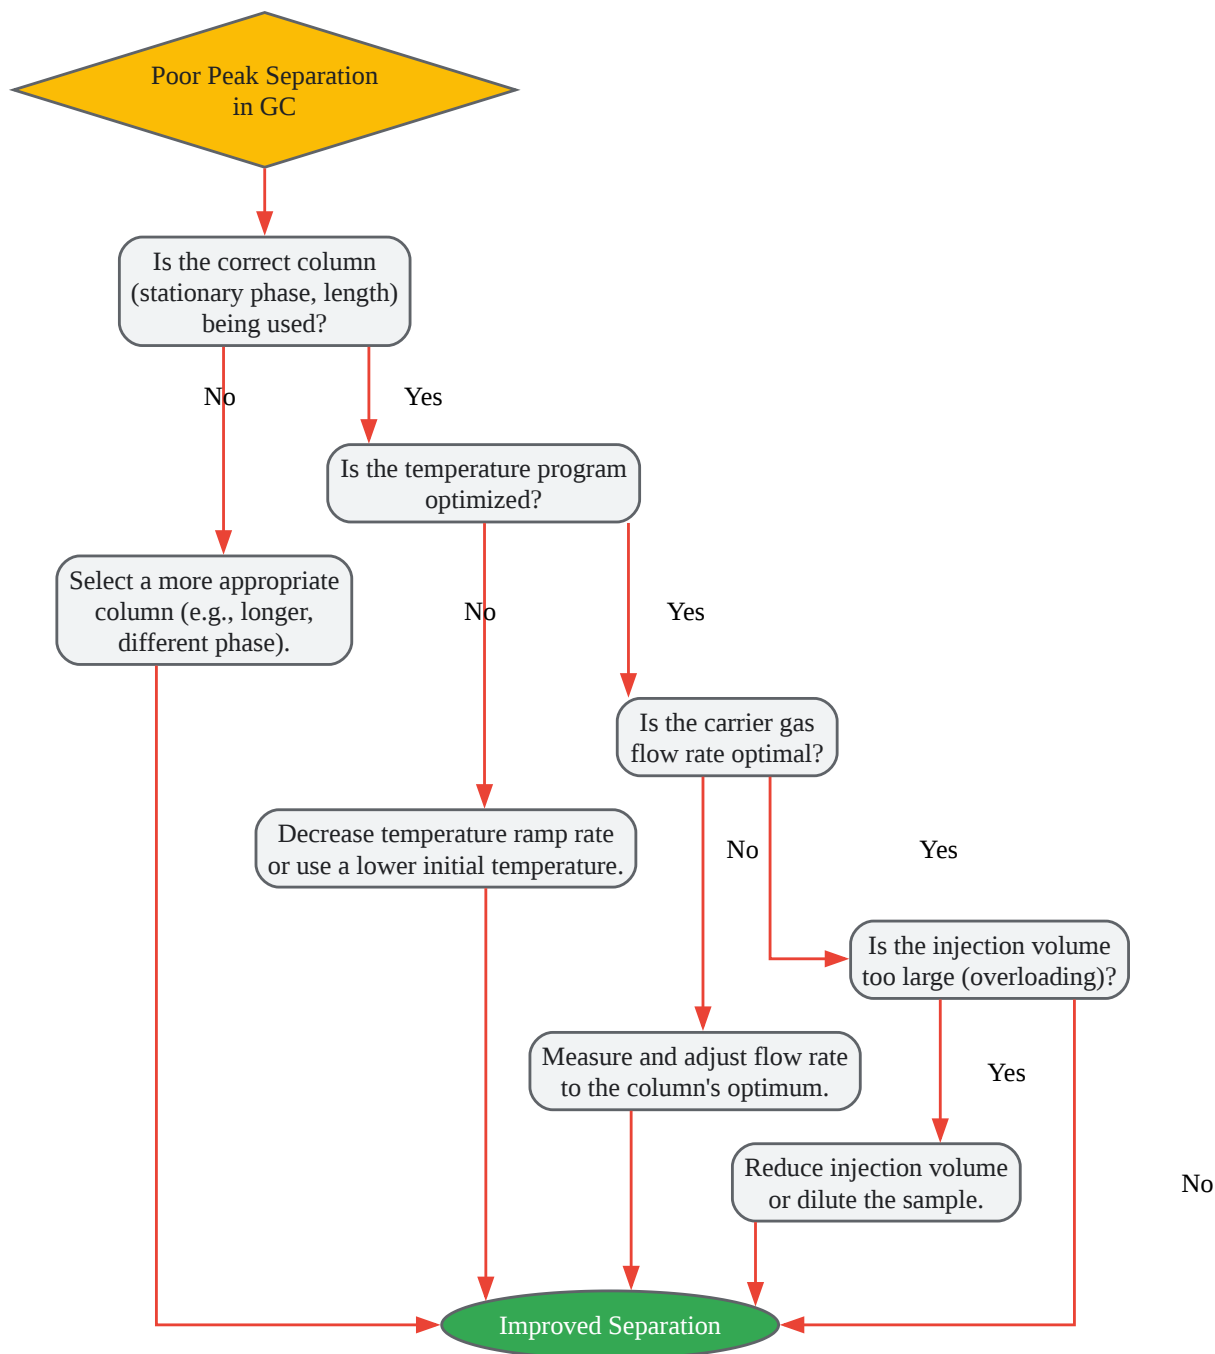 Poor Peak Separation
in GC
Is the correct column
(stationary phase, length)
being used?
No
Yes
Is the temperature program
optimized?
Select a more appropriate
column (e.g., longer,
different phase).
No
Yes
Is the carrier gas
flow rate optimal?
Decrease temperature ramp rate
or use a lower initial temperature.
No
Yes
Is the injection volume
too large (overloading)?
Measure and adjust flow rate
to the column's optimum.
Yes
Reduce injection volume
or dilute the sample.
No
Improved Separation